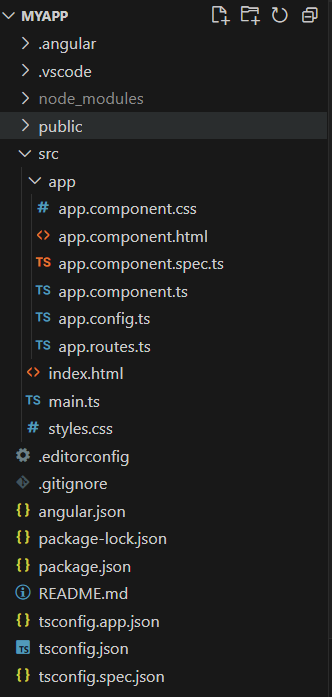 MYAPP
.angular
.vscode
node_modules
public
src
app
# app.component.css
<> app.component.html
TS app.component.spec.ts
TS app.component.ts
TS app.config.ts
TS app.routes.ts
<> index.html
TS main.ts
# styles.css
.editorconfig
.gitignore
{} angular.json
{} package-lock.json
{} package.json
README.md
{} tsconfig.app.json
TS tsconfig.json
{} tsconfig.spec.json